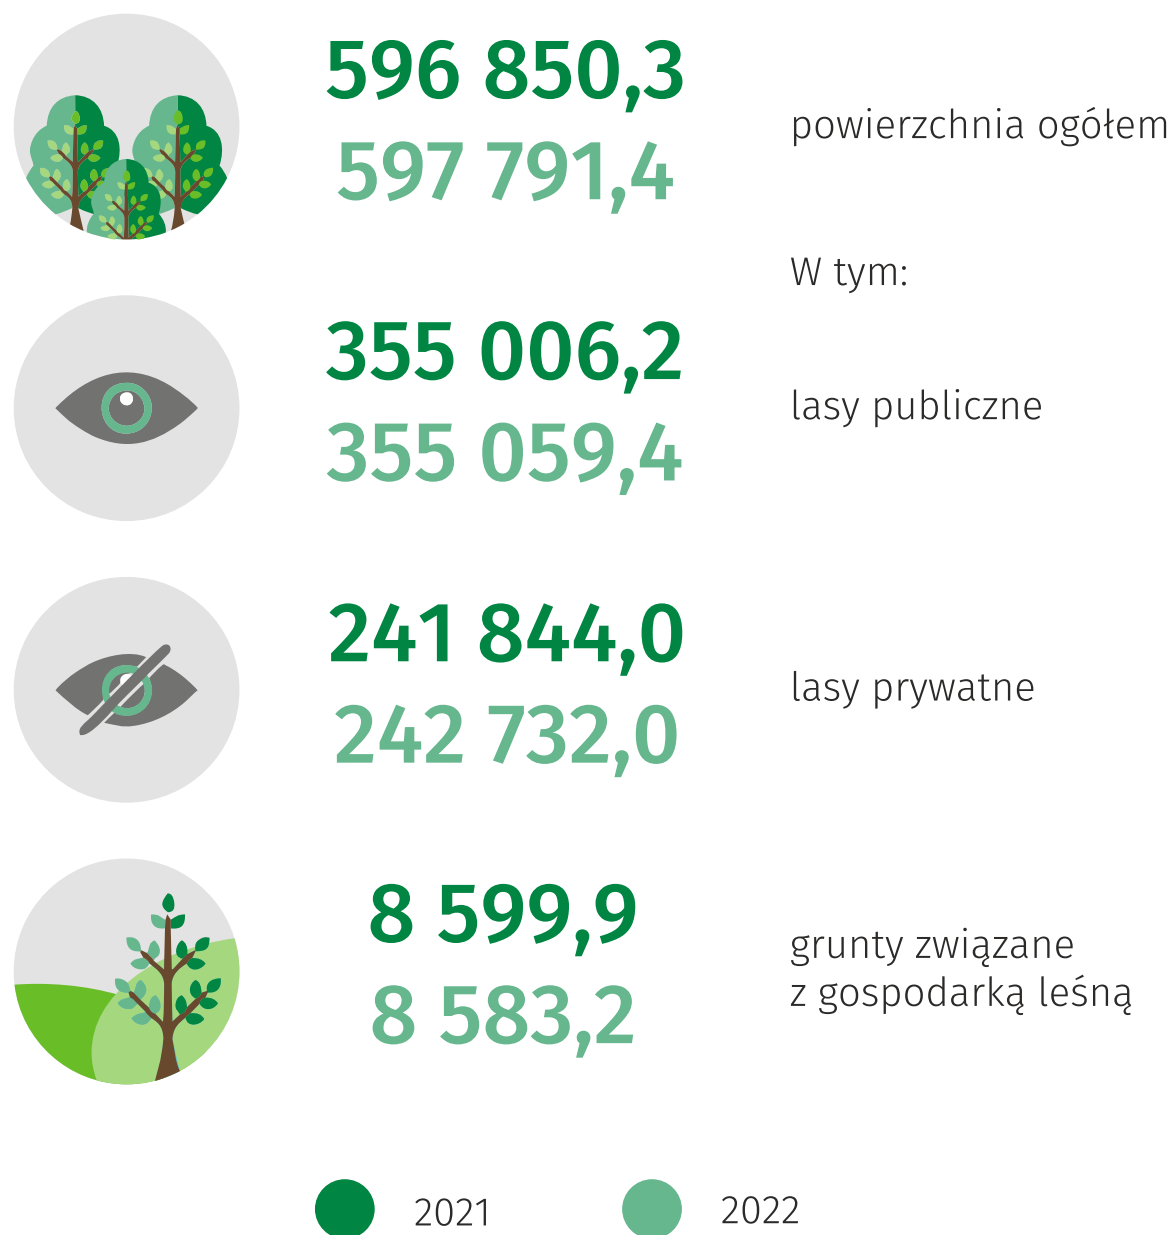 596 850,3
597 791,4
powierzchnia ogółem
W tym:
355 006,2
355 059,4
lasy publiczne
241 844,0
242 732,0
lasy prywatne
8 599,9
8 583,2
grunty związane
z gospodarką leśną
2021
2022